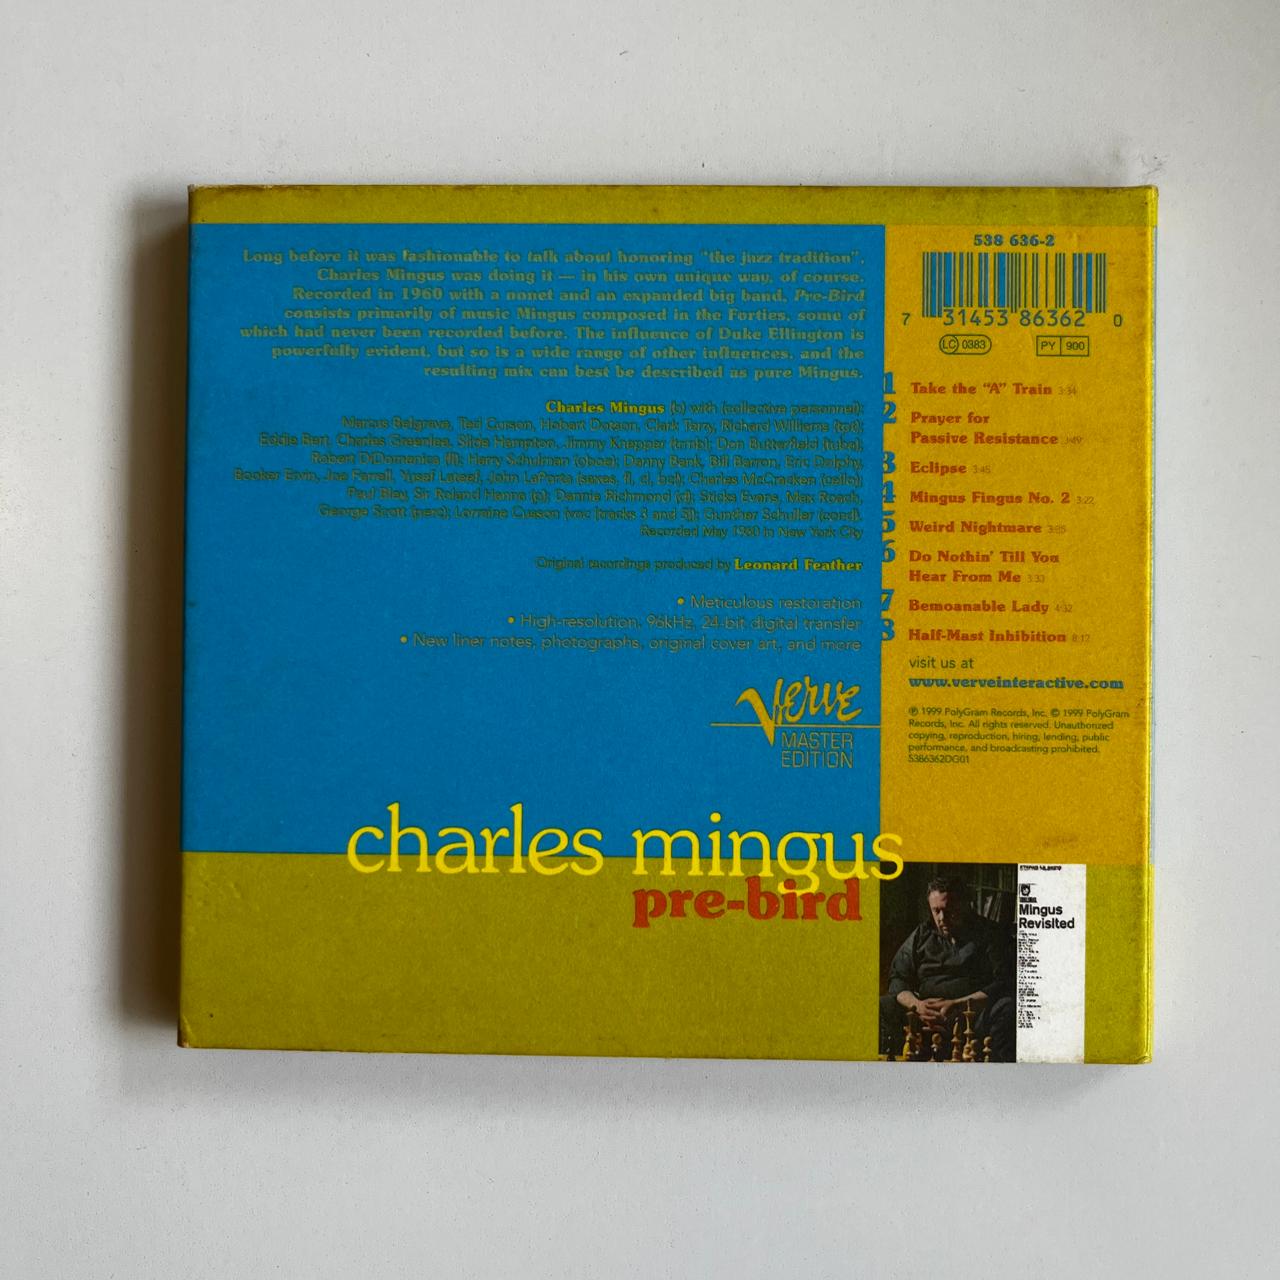 Long before it was fashionable to talk about honoring "the jazz tradition",
Charles Mingus was doing it — in his own unique way, of course.
Recorded in 1960 with a nonet and an expanded big band, Pre-Bird
consists primarily of music Mingus composed in the Forties, some of
which had never been recorded before. The influence of Duke Ellington is
powerfully evident, but so is a wide range of other influences, and the
resulting mix can best be described as pure Mingus.
Charles Mingus (b) with (collective personnel):
Marcus Belgrave, Ted Curson, Hobart Dotson, Clark Terry, Richard Williams (tpt);
Eddie Bert, Charles Greenlee, Slide Hampton, Jimmy Knepper (trmb); Don Butterfield (tuba),
Robert DiDomenica (fl); Harry Schulman (oboe); Danny Bank, Bill Barron, Eric Dolphy,
Booker Ervin, Joe Farrell, Yusef Lateef, John LaPorta (saxes, fl, cl, bcl); Charles McCracken (cello);
Paul Bley, Sir Roland Hanna (p); Dannie Richmond (d); Sticks Evans, Max Roach,
George Scott (perc); Lorraine Cusson (voc [tracks 3 and 5]); Gunther Schuller (cond).
Recorded May 1960 in New York City
Original recordings produced by Leonard Feather
• Meticulous restoration
• High-resolution, 96kHz, 24-bit digital transfer
• New liner notes, photographs, original cover art, and more
Verve
MASTER
EDITION
charles mingus
pre-bird
538 636-2
7 31453 86362 0
LC 0383 PY 900
1 Take the “A” Train 3:34
2 Prayer for
Passive Resistance 3:49
3 Eclipse 3:45
4 Mingus Fingus No. 2 3:22
5 Weird Nightmare 3:35
6 Do Nothin' Till You
Hear From Me 3:33
7 Bemoanable Lady 4:32
8 Half-Mast Inhibition 8:12
visit us at
www.verveinteractive.com
℗ 1999 PolyGram Records, Inc. © 1999 PolyGram
Records, Inc. All rights reserved. Unauthorized
copying, reproduction, hiring, lending, public
performance, and broadcasting prohibited.
5386362DG01
Mingus
Revisited